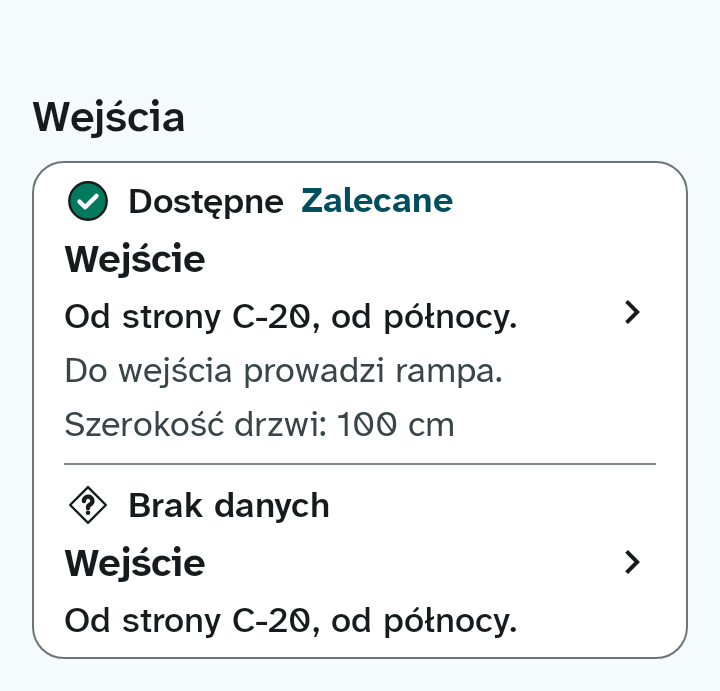 Wejścia
Dostępne Zalecane
Wejście
Od strony C-20, od północy.
Do wejścia prowadzi rampa.
Szerokość drzwi: 100 cm
Brak danych
Wejście
Od strony C-20, od północy.